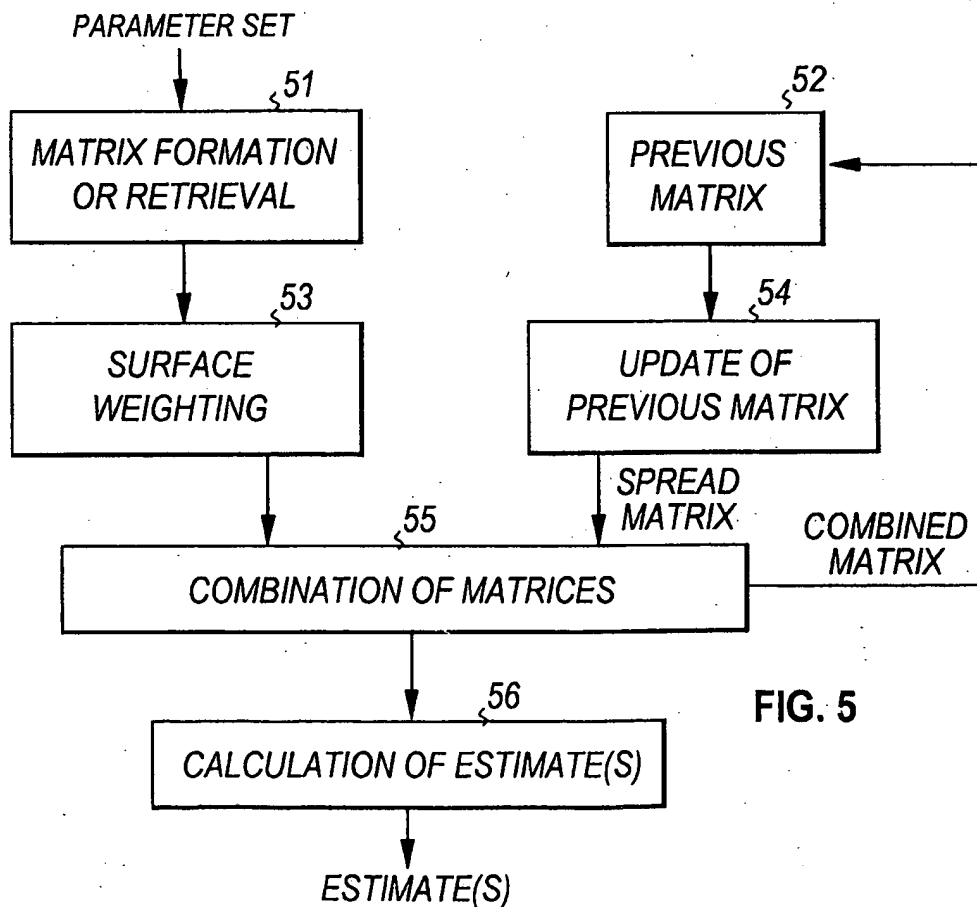 PARAMETER SET
51
MATRIX FORMATION
OR RETRIEVAL
52
PREVIOUS
MATRIX
53
SURFACE
WEIGHTING
54
UPDATE OF
PREVIOUS MATRIX
SPREAD
MATRIX
COMBINED
MATRIX
55
COMBINATION OF MATRICES
56
CALCULATION OF ESTIMATE(S)
ESTIMATE(S)
FIG. 5